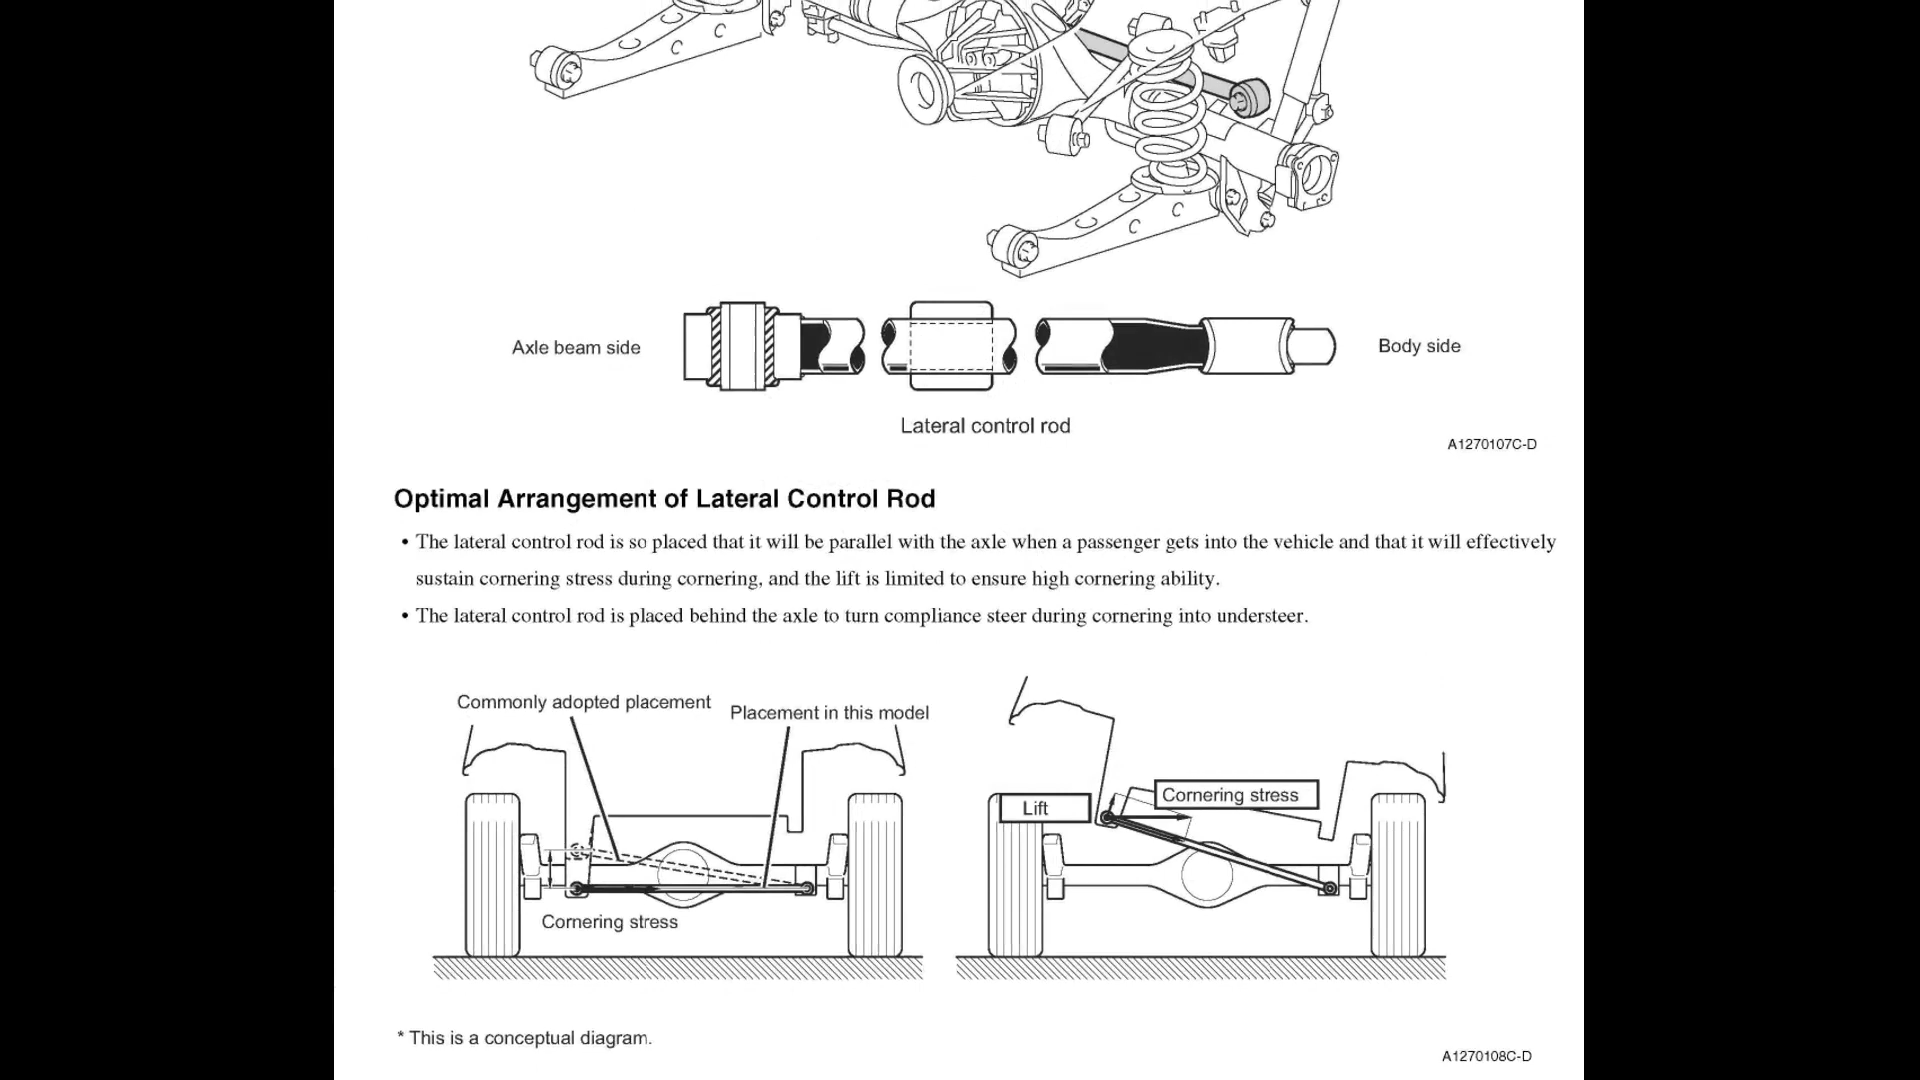 Axle beam side
Body side
Lateral control rod
A1270107C-D
Optimal Arrangement of Lateral Control Rod
• The lateral control rod is so placed that it will be parallel with the axle when a passenger gets into the vehicle and that it will effectively
sustain cornering stress during cornering, and the lift is limited to ensure high cornering ability.
• The lateral control rod is placed behind the axle to turn compliance steer during cornering into understeer.
Commonly adopted placement
Placement in this model
Cornering stress
Lift
Cornering stress
* This is a conceptual diagram.
A1270108C-D